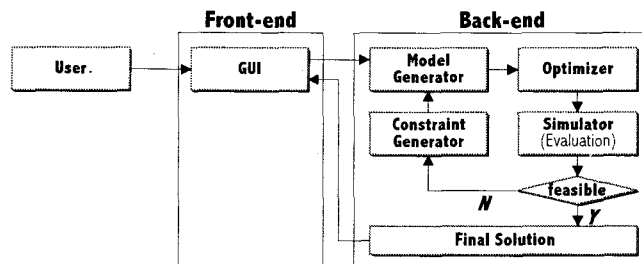 Front-end
Back-end
User.
GUI
Model
Generator
Optimizer
Constraint
Generator
Simulator
(Evaluation)
feasible
N
Y
Final Solution